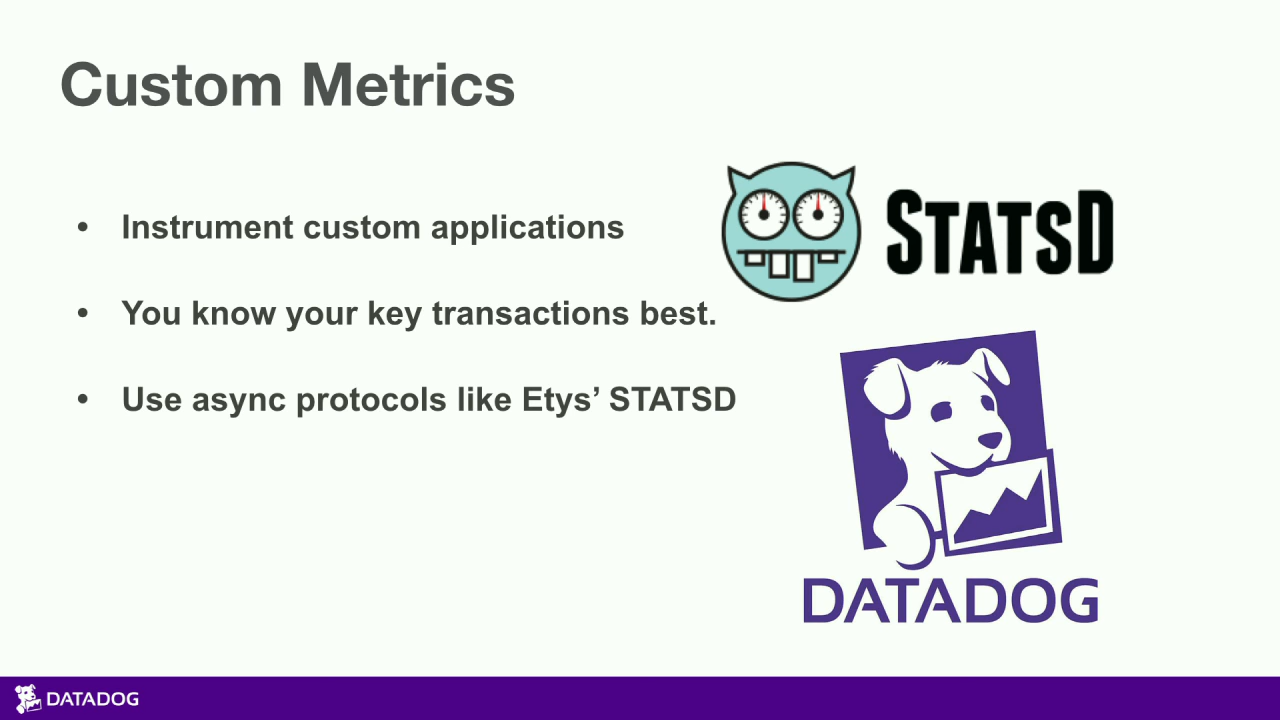 Custom Metrics
• Instrument custom applications
• You know your key transactions best.
• Use async protocols like Etys’ STATSD
STATSD
DATADOG
DATADOG